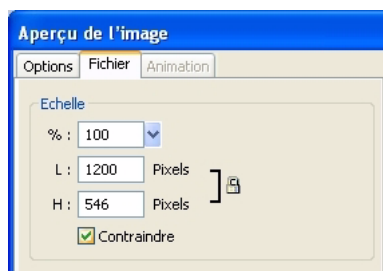 Aperçu de l'image
Options Fichier Animation
Echelle
% : 100
L : 1200 Pixels
H : 546 Pixels
Contraindre